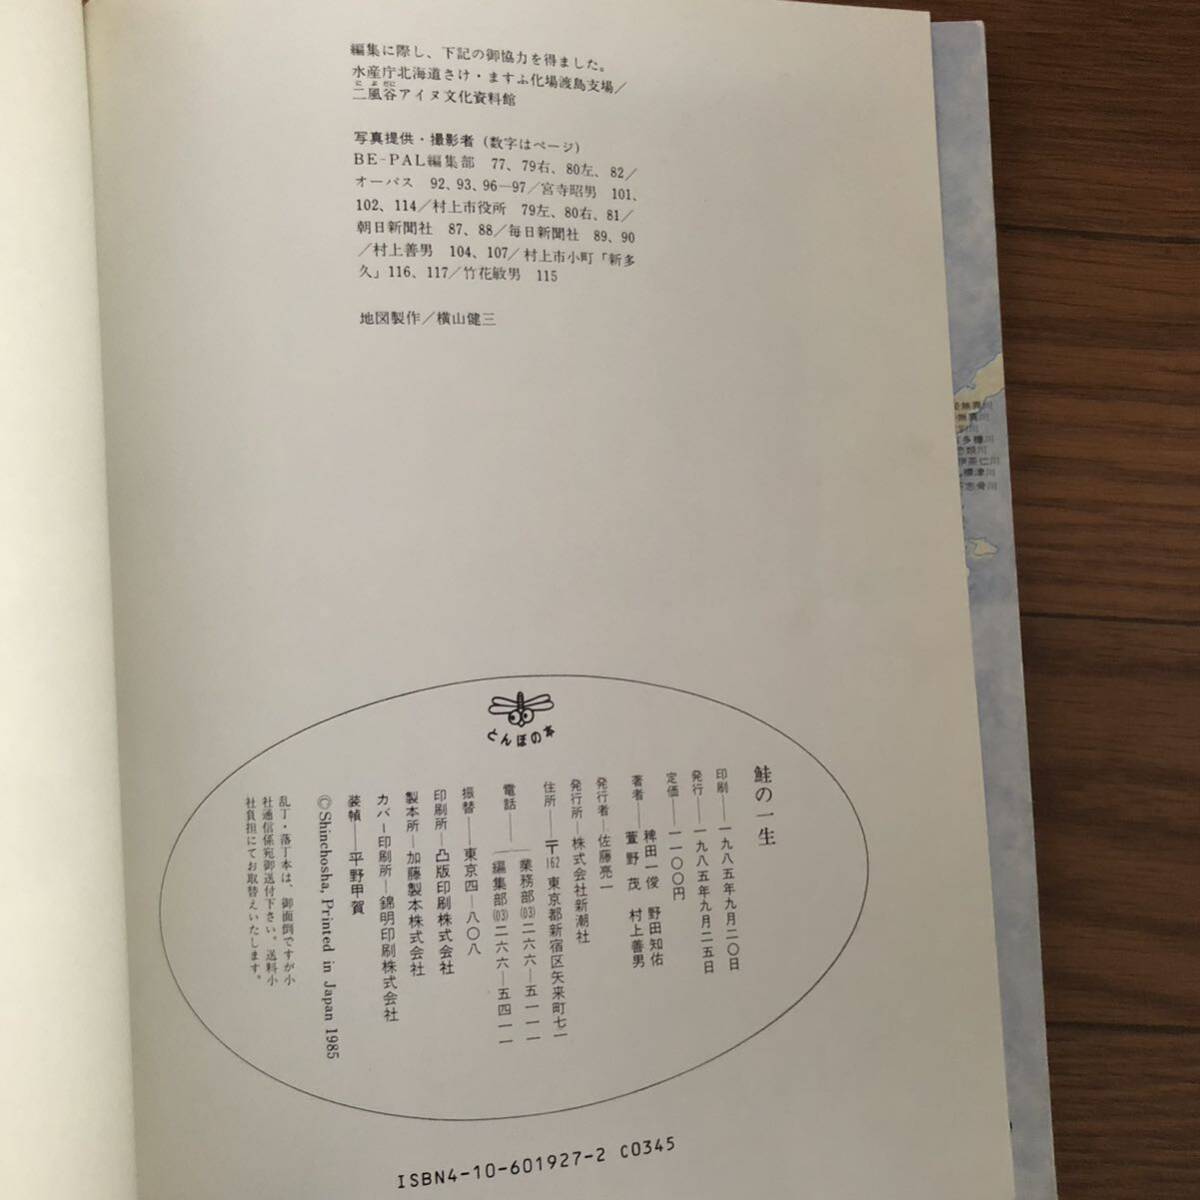 編集に際し、下記の御協力を得ました。
水産庁北海道さけ・ますふ化場渡島支場/
二風谷アイヌ文化資料館
写真提供・撮影者(数字はページ)
BE-PAL編集部 77、79右、80左、82/
オーパス 92、93、96—97/宮寺昭男 101、
102、114/村上市役所 79左、80右、81/
朝日新聞社 87、88/毎日新聞社 89、90
/村上善男 104、107/村上市小町「新多
久」116、117/竹花敏男 115
地図製作/横山健三
とんぼの本
鮭の一生
印刷——一九八五年九月二〇日
発行——一九八五年九月二五日
定価——一一〇〇円
著者——稗田一俊 野田知佑
萱野茂 村上善男
発行者—佐藤亮一
発行所—株式会社新潮社
住所——〒162 東京都新宿区矢来町七一
電話——業務部(03)二六六—五一一一
編集部(03)二六六—五四一一
振替——東京四—八〇八
印刷所—凸版印刷株式会社
製本所—加藤製本株式会社
カバー印刷所—錦明印刷株式会社
装幀——平野甲賀
©Shinchosha, Printed in Japan 1985
乱丁・落丁本は、御面倒ですが小
社通信係宛御送付下さい。送料小
社負担にてお取替えいたします。
ISBN4-10-601927-2 C0345